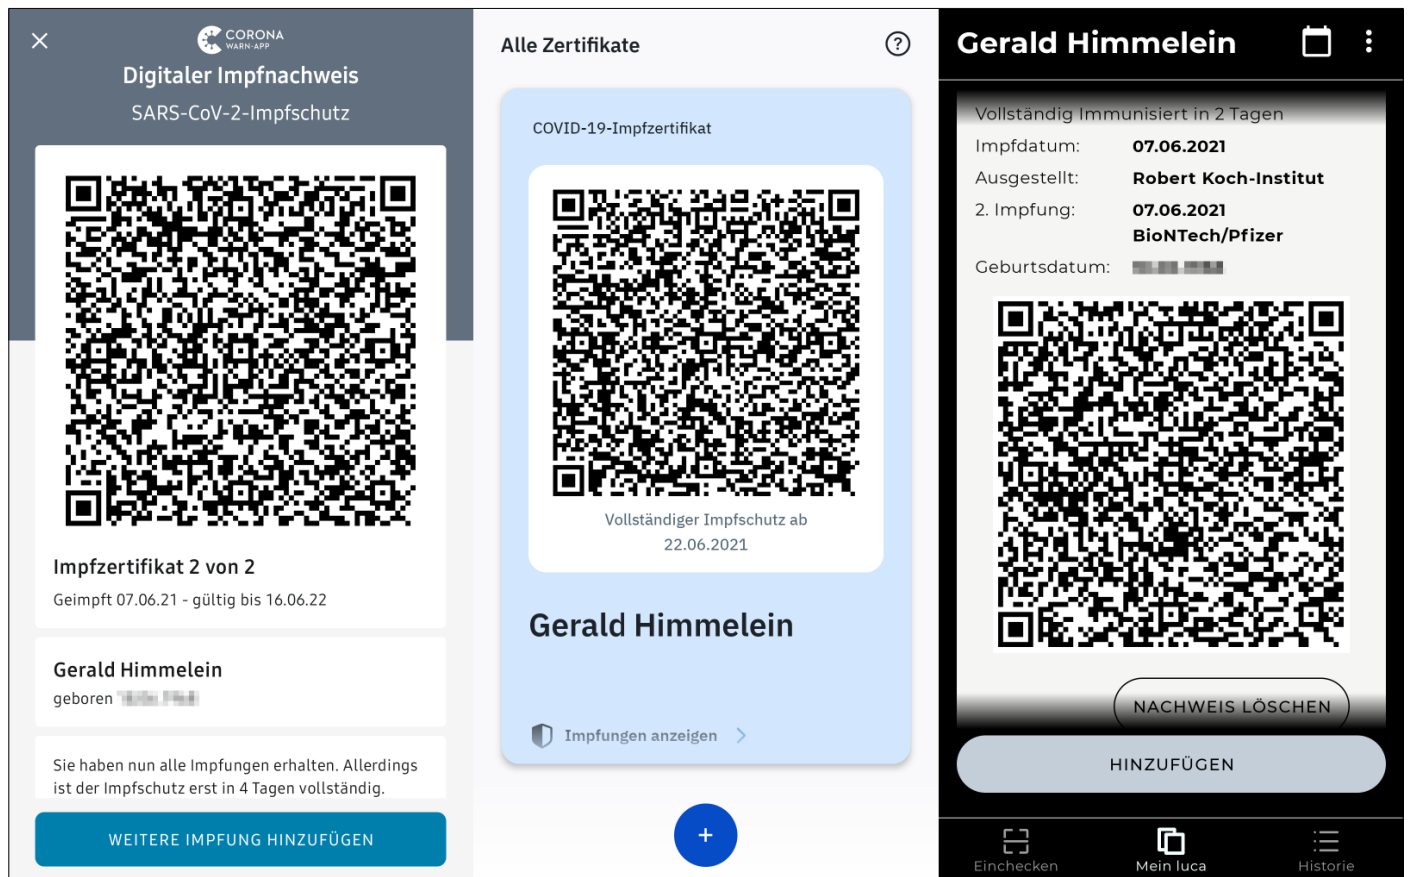 CORONA
WARN-APP
Digitaler Impfnachweis
SARS-CoV-2-Impfschutz
Impfzertifikat 2 von 2
Geimpft 07.06.21 - gültig bis 16.06.22
Gerald Himmelein
geboren
Sie haben nun alle Impfungen erhalten. Allerdings
ist der Impfschutz erst in 4 Tagen vollständig.
WEITERE IMPFUNG HINZUFÜGEN
Alle Zertifikate
?
COVID-19-Impfzertifikat
Vollständiger Impfschutz ab
22.06.2021
Gerald Himmelein
Impfungen anzeigen
+
Gerald Himmelein
Vollständig Immunisiert in 2 Tagen
Impfdatum: 07.06.2021
Ausgestellt: Robert Koch-Institut
2. Impfung: 07.06.2021
BioNTech/Pfizer
Geburtsdatum:
NACHWEIS LÖSCHEN
HINZUFÜGEN
Einchecken
Mein luca
Historie